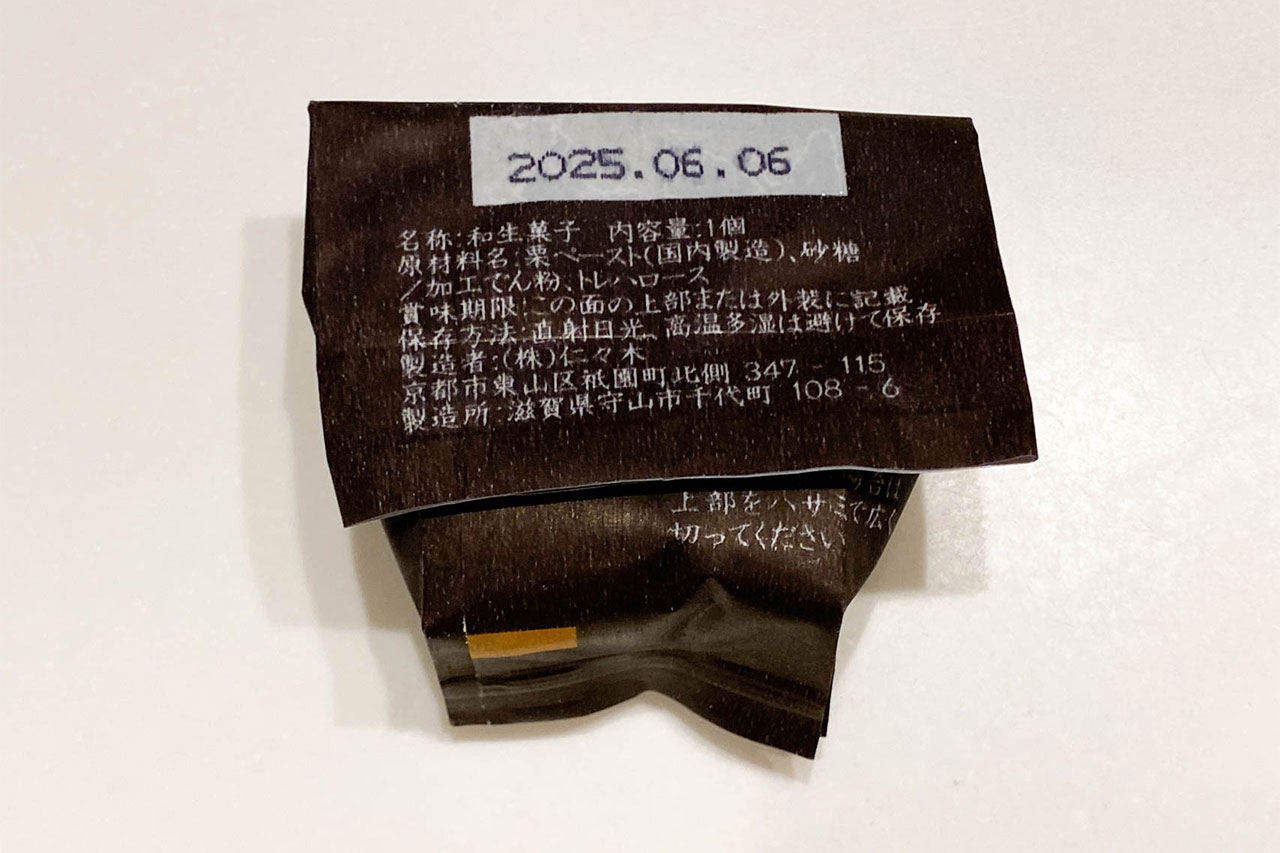 2025.06.06
名称:和生菓子 内容量:1個
原材料名:栗ペースト(国内製造)、砂糖
/加工でん粉、トレハロース
賞味期限:この面の上部または外装に記載
保存方法:直射日光、高温多湿は避けて保存
製造者:(株)仁々木
京都市東山区祇園町北側 347-115
製造所:滋賀県守山市千代町 108-6
合は
上部をハサミで広く
切ってください